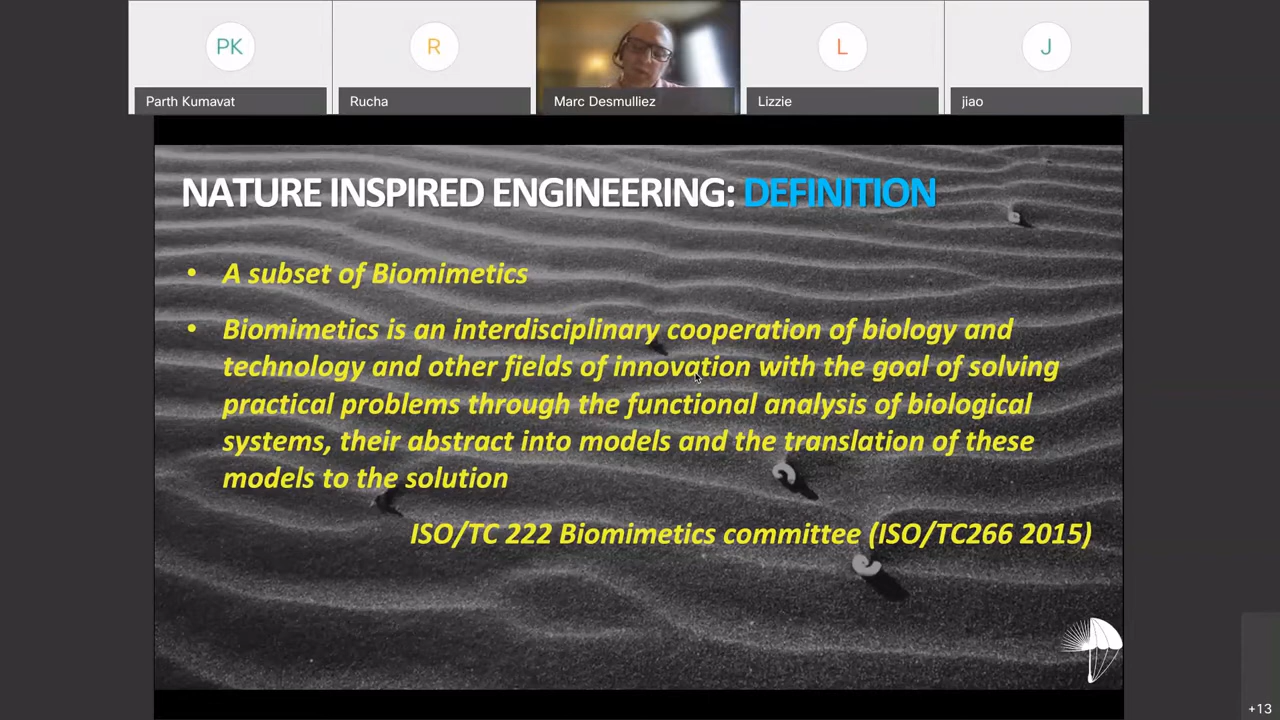 PK
R
L
J
Parth Kumavat
Rucha
Marc Desmulliez
Lizzie
jiao
NATURE INSPIRED ENGINEERING: DEFINITION
• A subset of Biomimetics
• Biomimetics is an interdisciplinary cooperation of biology and
technology and other fields of innovation with the goal of solving
practical problems through the functional analysis of biological
systems, their abstract into models and the translation of these
models to the solution
ISO/TC 222 Biomimetics committee (ISO/TC266 2015)
+13